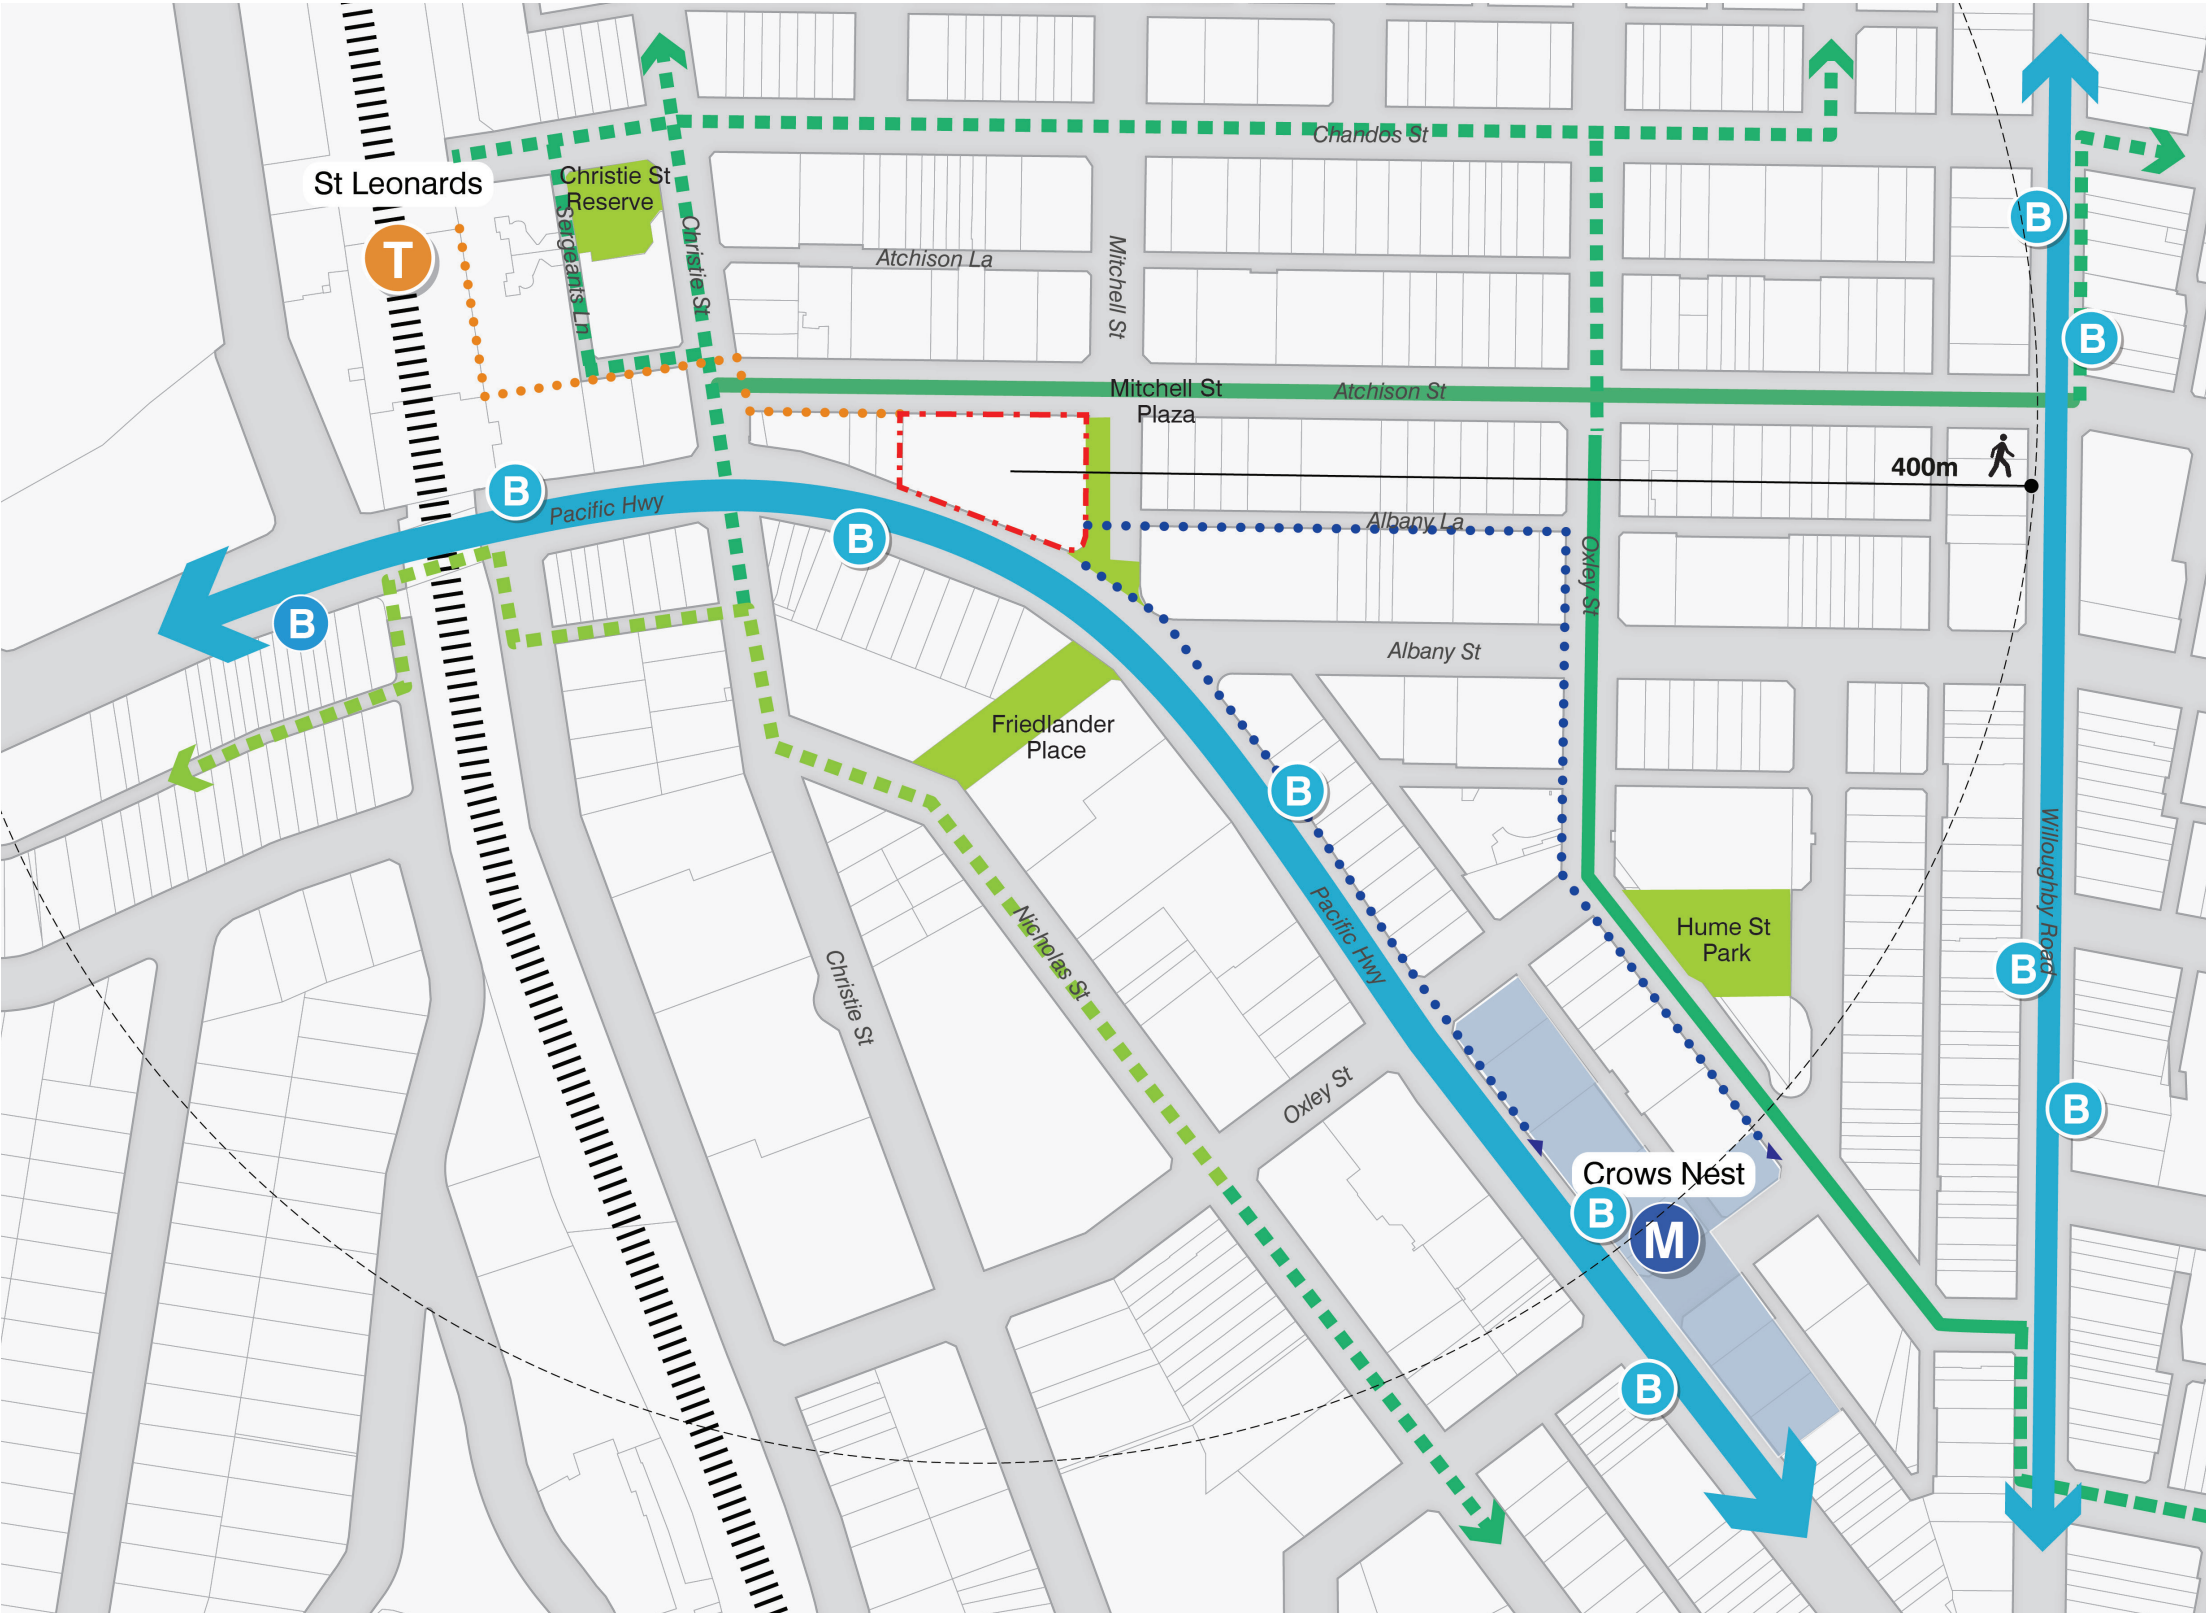 Chandos St
St Leonards
Christie St
Reserve
T
Sergeants Ln
Christie St
B
Atchison La
Mitchell St
B
Mitchell St
Plaza
Atchison St
400m
B
Pacific Hwy
B
Albany La
Oxley St
B
Albany St
Friedlander
Place
B
Willoughby Road
Pacific Hwy
Hume St
Park
Nicholas St
Christie St
B
Oxley St
B
Crows Nest
B
M
B